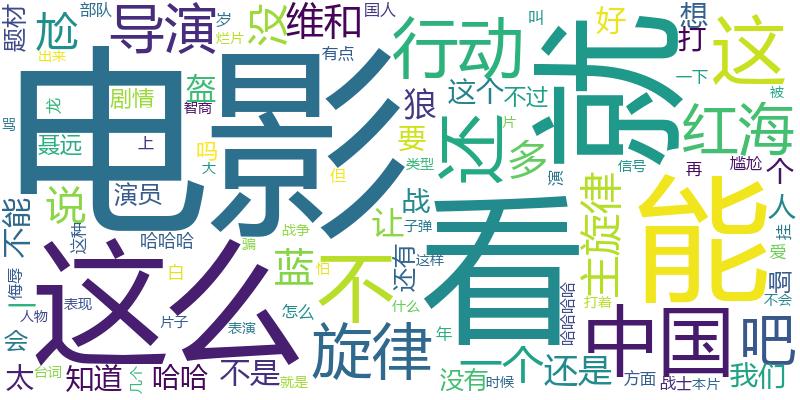 题材
部队
岁
国人
叫
想
尬
导演
没
维和
烂片
行动
就
好
打
这
出来
有点
电影
骂
龙
剧情
盔
智商
狼
这个
不过
一下
被
聂远
上
吗
要
还
多
片
红海
大
但
类型
信号
再
尴尬
个
说
演员
战
演
主旋律
能
人
不能
这种
哈哈哈
让
子弹
看
挂
战争
骗
蓝
不
还有
这样
爱
侮辱
白
怕
啊
一
表现
这么
打着
不会
人物
片子
表演
怎么
什么
哈哈哈哈
中国
吧
会
年
旋律
一个
还是
太
台词
知道
哈哈
不是
就是
没有
时候
方面
战士
本片
我们